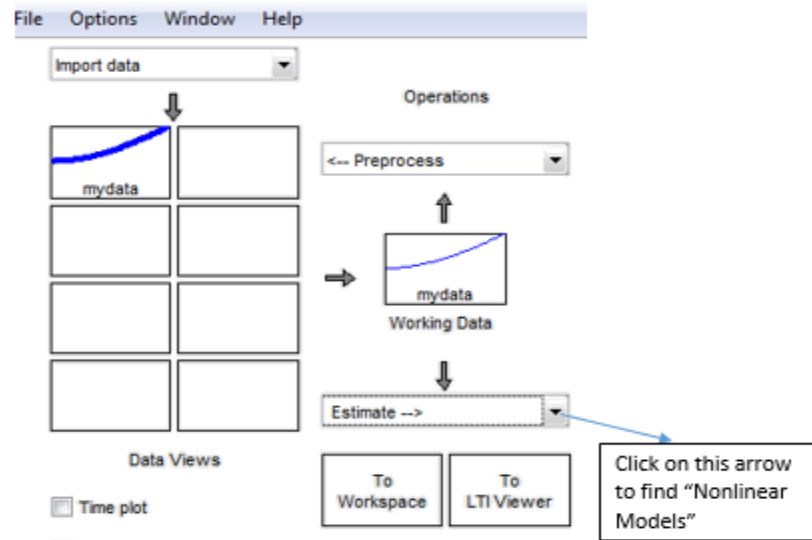 File Options Window Help
Import data
Operations
<-- Preprocess
mydata
mydata
Working Data
Estimate -->
Data Views
To
Workspace
To
LTI Viewer
Time plot
Click on this arrow
to find “Nonlinear
Models”